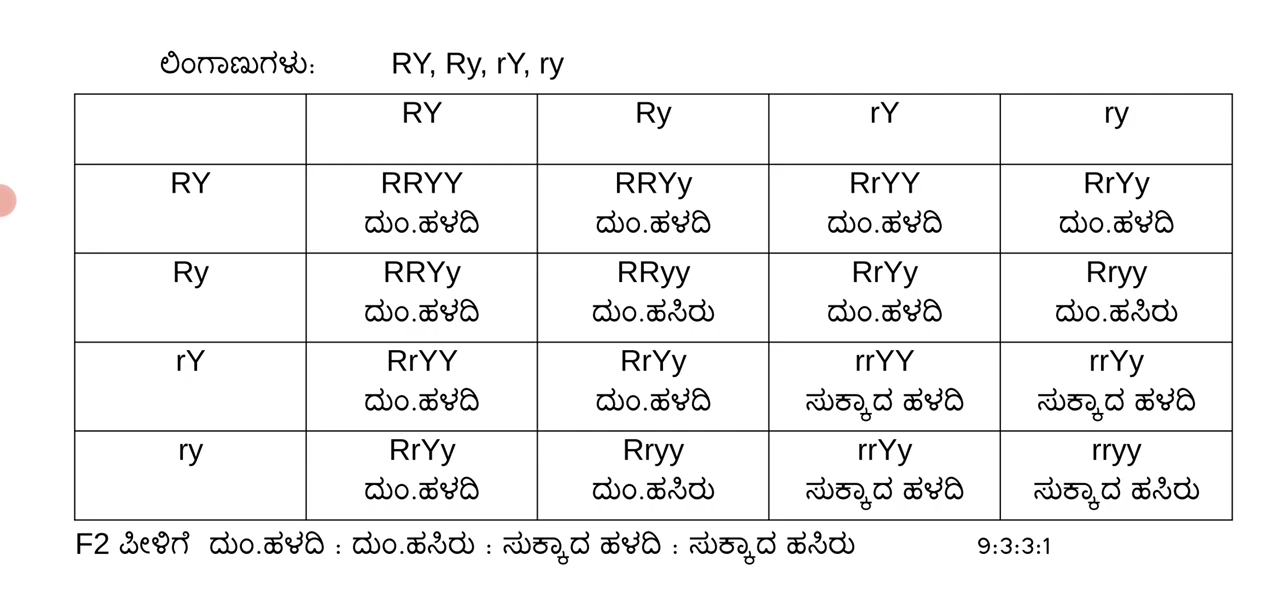 ಲಿಂಗಾಣುಗಳು: RY, Ry, rY, ry
RY Ry rY ry
RY RRYY RRYy RrYY RrYy
ದುಂ.ಹಳದಿ ದುಂ.ಹಳದಿ ದುಂ.ಹಳದಿ ದುಂ.ಹಳದಿ
Ry RRYy RRyy RrYy Rryy
ದುಂ.ಹಳದಿ ದುಂ.ಹಸಿರು ದುಂ.ಹಳದಿ ದುಂ.ಹಸಿರು
rY RrYY RrYy rrYY rrYy
ದುಂ.ಹಳದಿ ದುಂ.ಹಳದಿ ಸುಕ್ಕಾದ ಹಳದಿ ಸುಕ್ಕಾದ ಹಳದಿ
ry RrYy Rryy rrYy rryy
ದುಂ.ಹಳದಿ ದುಂ.ಹಸಿರು ಸುಕ್ಕಾದ ಹಳದಿ ಸುಕ್ಕಾದ ಹಸಿರು
F2 ಪೀಳಿಗೆ ದುಂ.ಹಳದಿ : ದುಂ.ಹಸಿರು : ಸುಕ್ಕಾದ ಹಳದಿ : ಸುಕ್ಕಾದ ಹಸಿರು 9:3:3:1